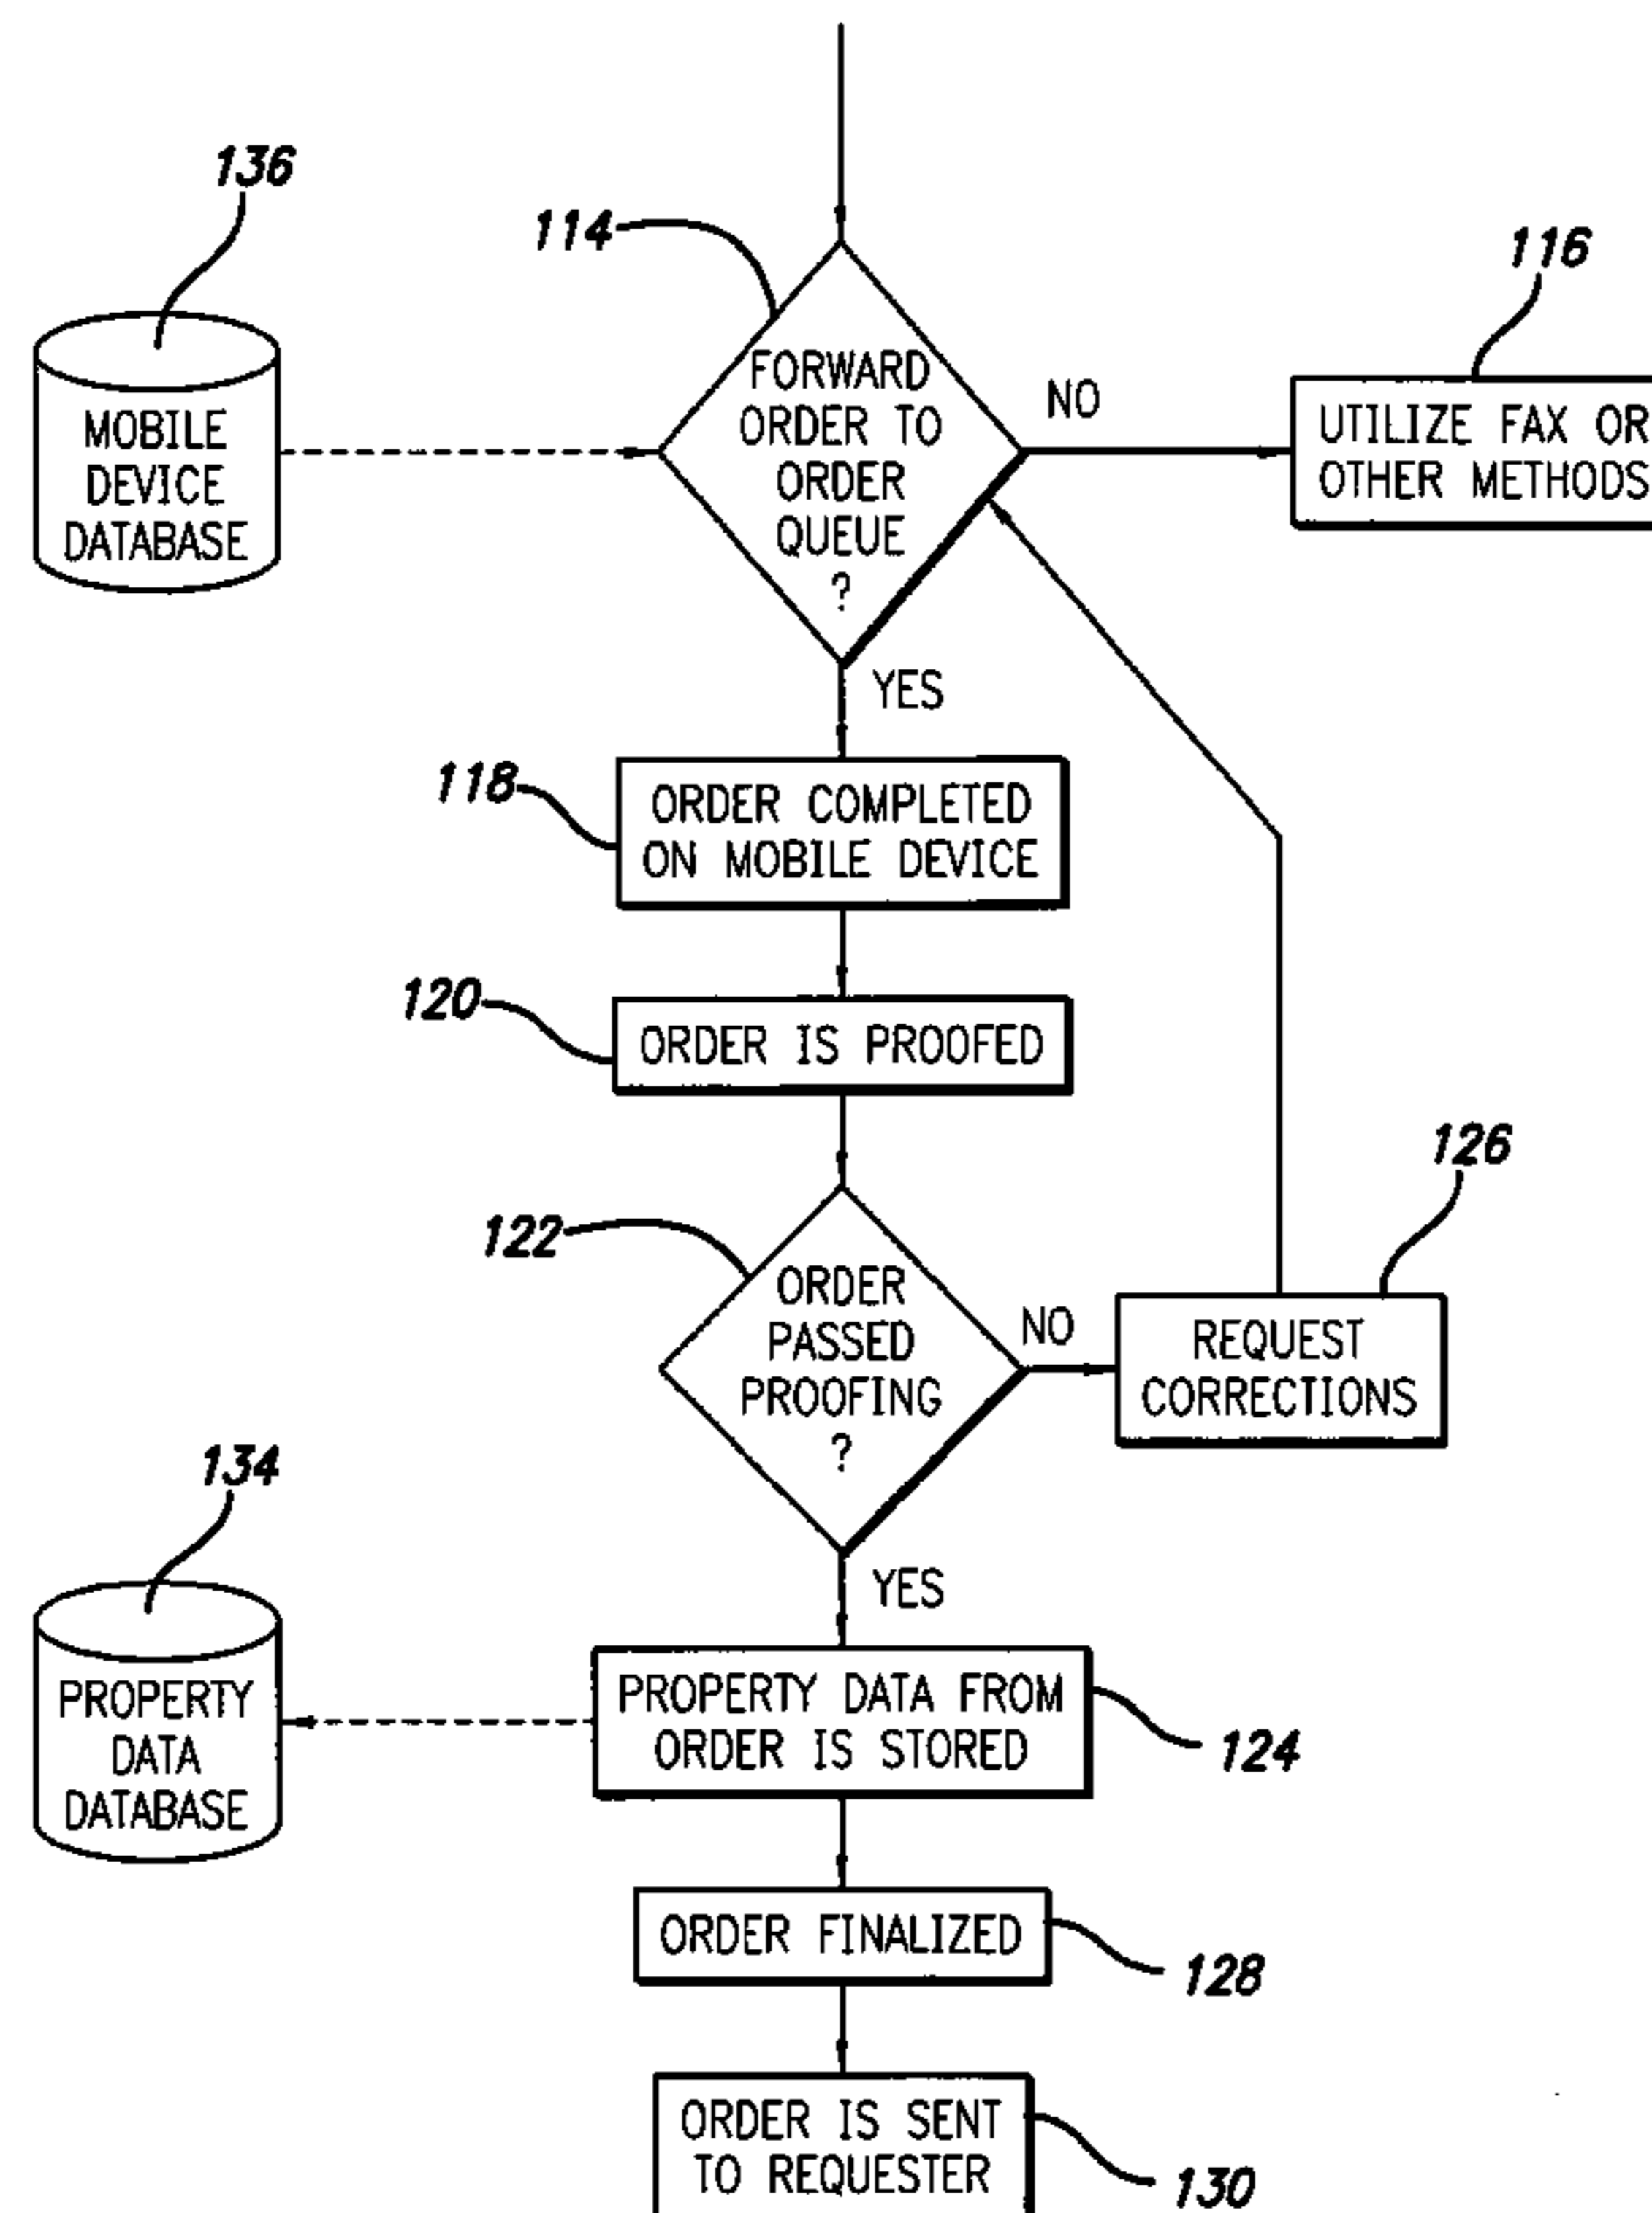 136
114
116
FORWARD
ORDER TO
ORDER
QUEUE
?
NO
UTILIZE FAX OR
OTHER METHODS
MOBILE
DEVICE
DATABASE
YES
118
ORDER COMPLETED
ON MOBILE DEVICE
120
ORDER IS PROOFED
126
122
ORDER
PASSED
PROOFING
?
NO
REQUEST
CORRECTIONS
134
YES
PROPERTY
DATA
DATABASE
PROPERTY DATA FROM
ORDER IS STORED
124
ORDER FINALIZED
128
ORDER IS SENT
TO REQUESTER
130